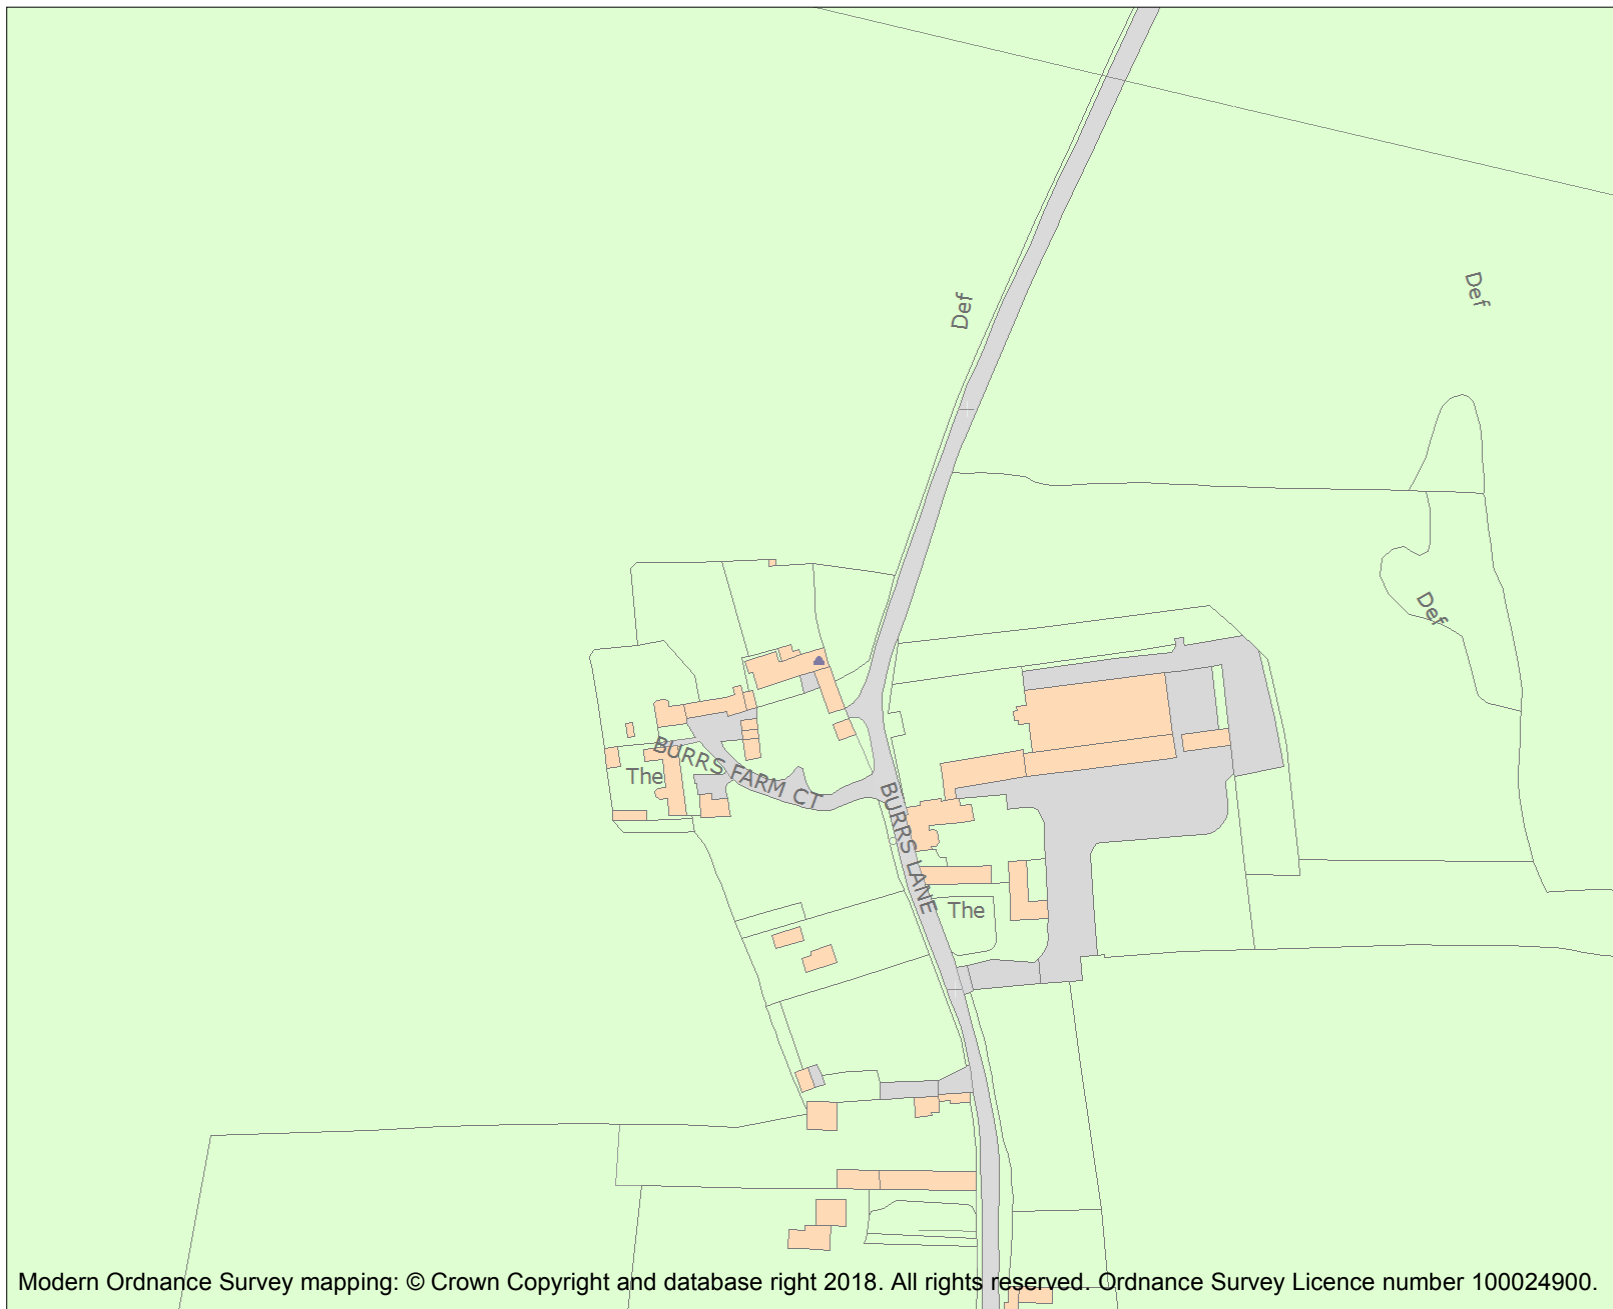 Def
Def
Def
BURRS FARM CT
The
BURRS LANE
The
Modern Ordnance Survey mapping: © Crown Copyright and database right 2018. All rights reserved. Ordnance Survey Licence number 100024900.